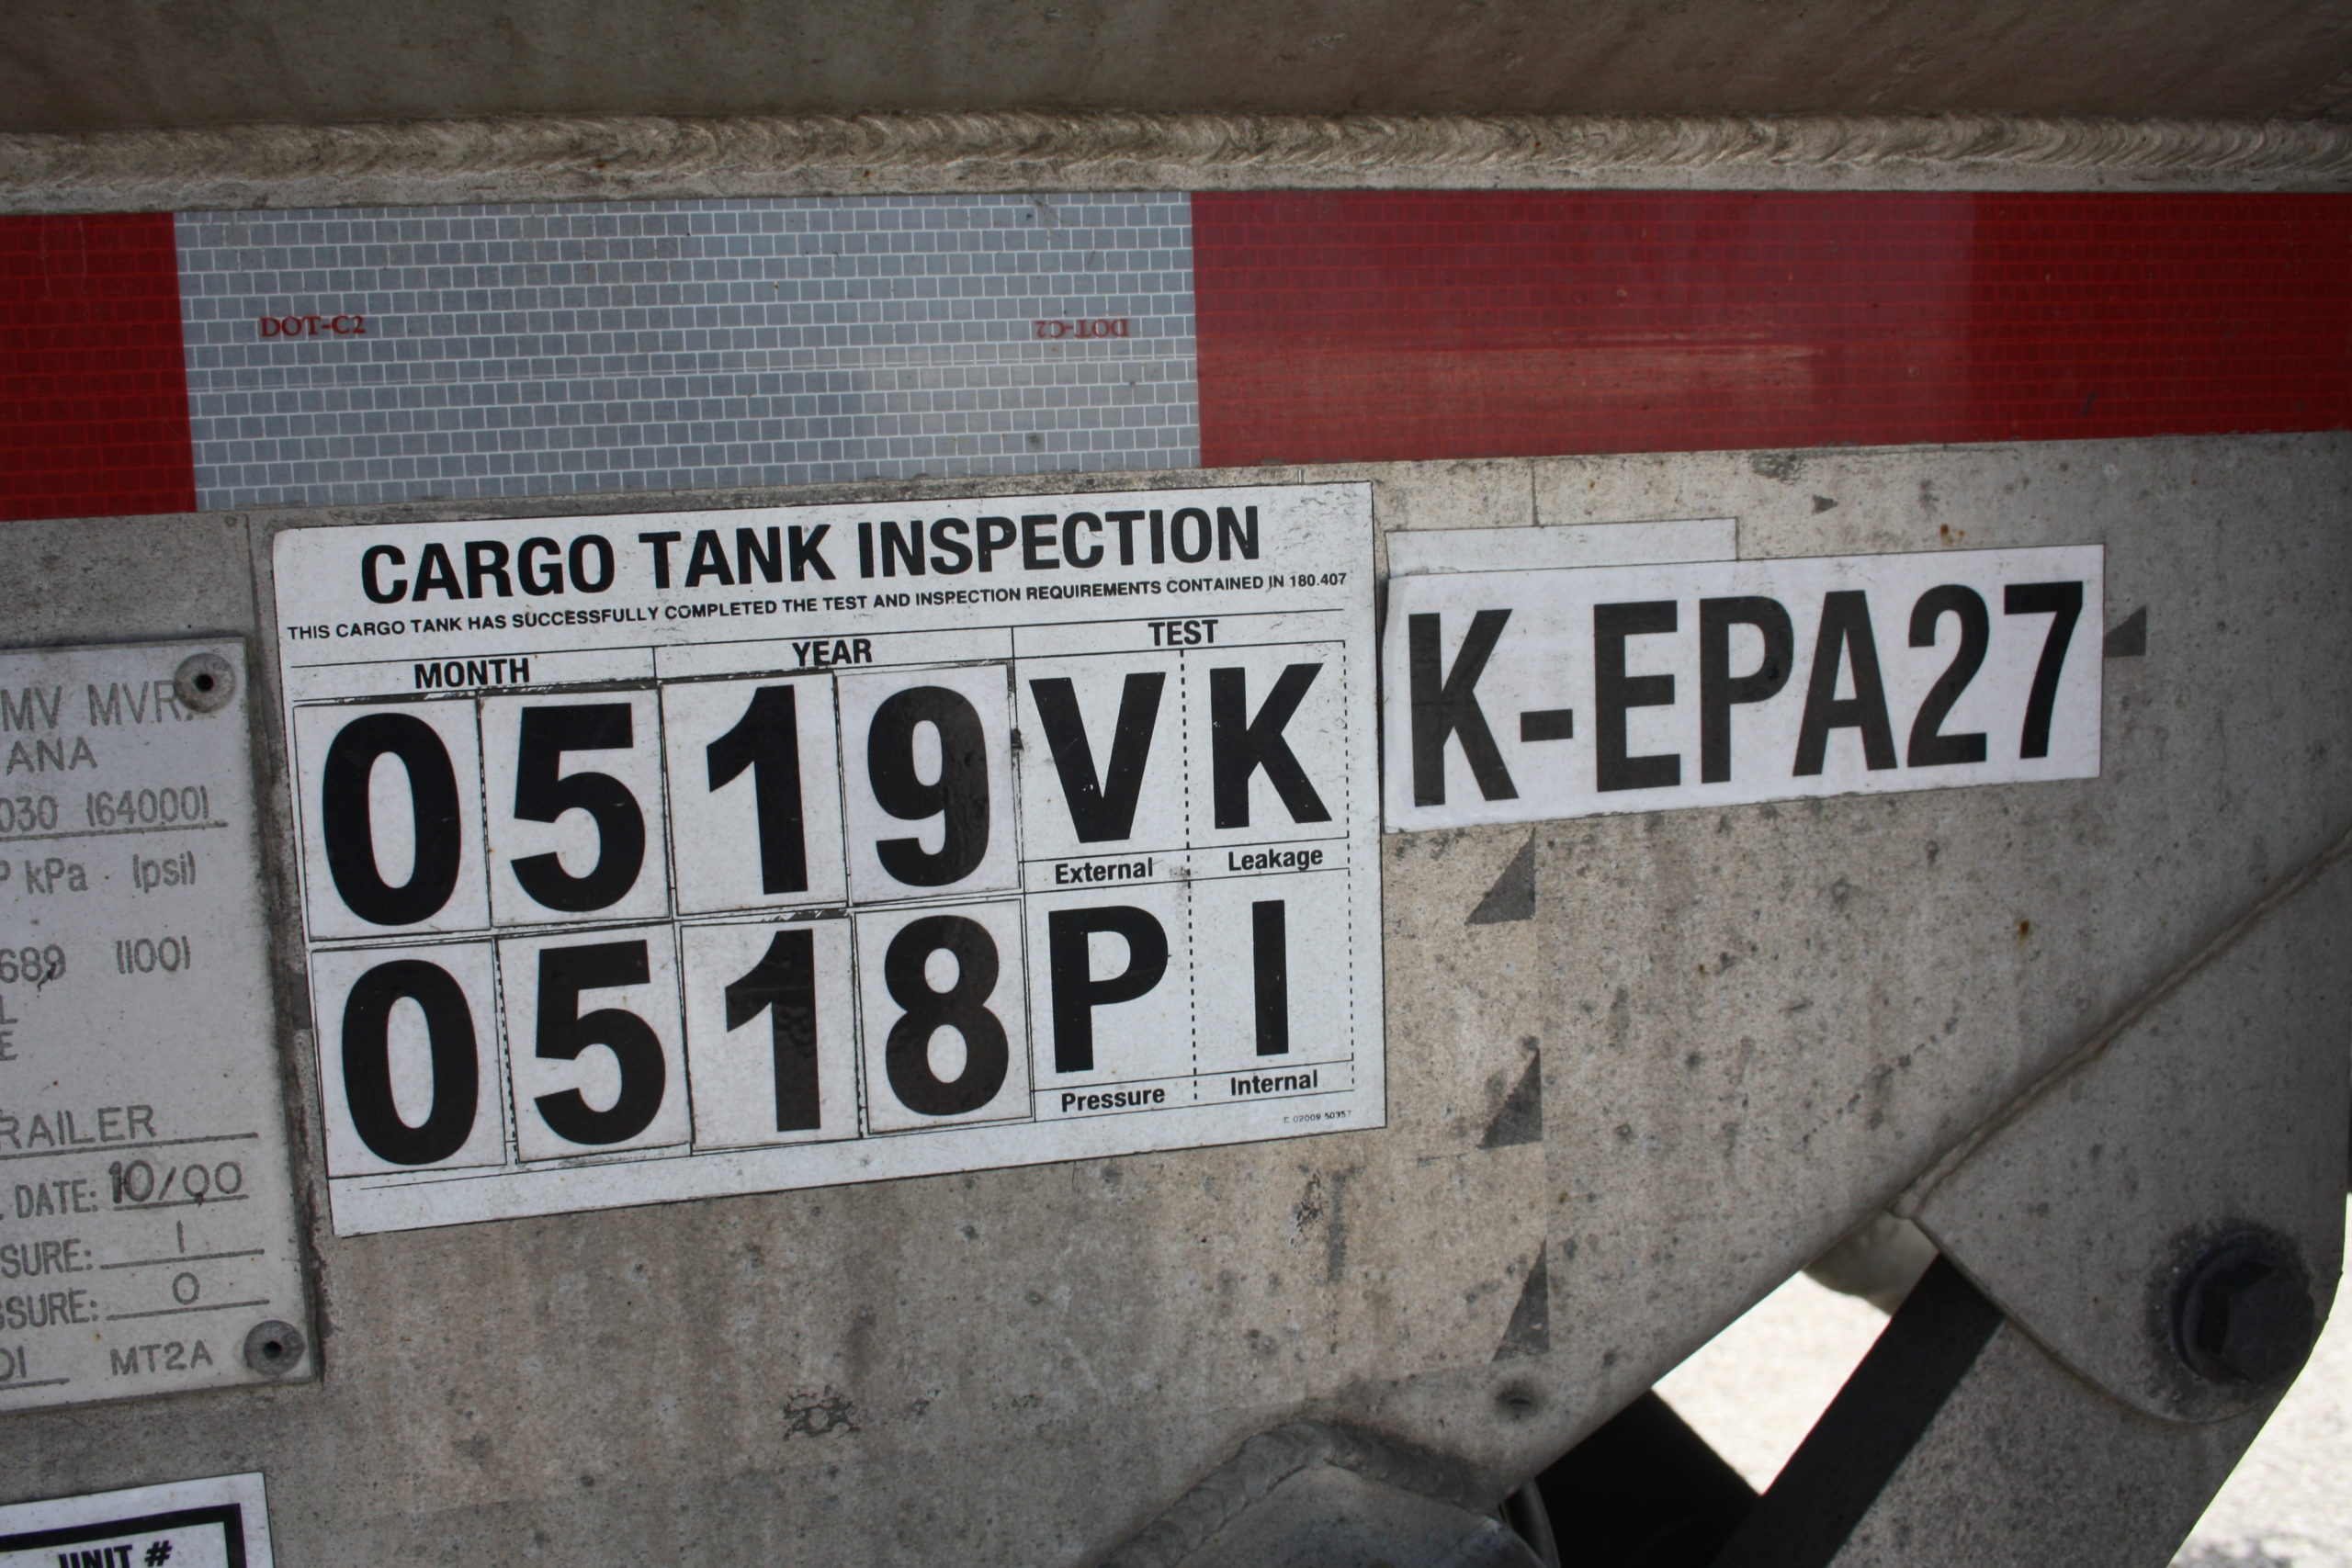 DOT-C2
DOT-C2
CARGO TANK INSPECTION
THIS CARGO TANK HAS SUCCESSFULLY COMPLETED THE TEST AND INSPECTION REQUIREMENTS CONTAINED IN 180.407
MONTH YEAR TEST
0519 V K
External Leakage
0518 P I
Pressure Internal
K-EPA27
MV MVR.
ANA
030 (64000)
P kPa (psi)
689 (100)
L
E
RAILER
. DATE: 10/00
SURE: 1
SSURE: 0
MT2A
UNIT #